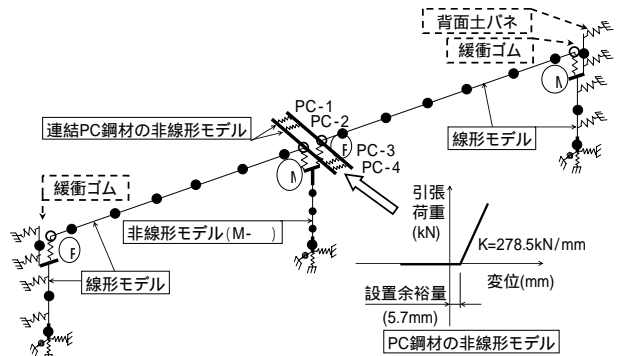 背面土バネ
緩衝ゴム
M
PC-1
PC-2
連結PC鋼材の非線形モデル
F
PC-3
PC-4
線形モデル
M
緩衝ゴム
引張
荷重
(kN)
非線形モデル(M- )
K=278.5kN/mm
F
変位(mm)
線形モデル
設置余裕量
(5.7mm)
PC鋼材の非線形モデル